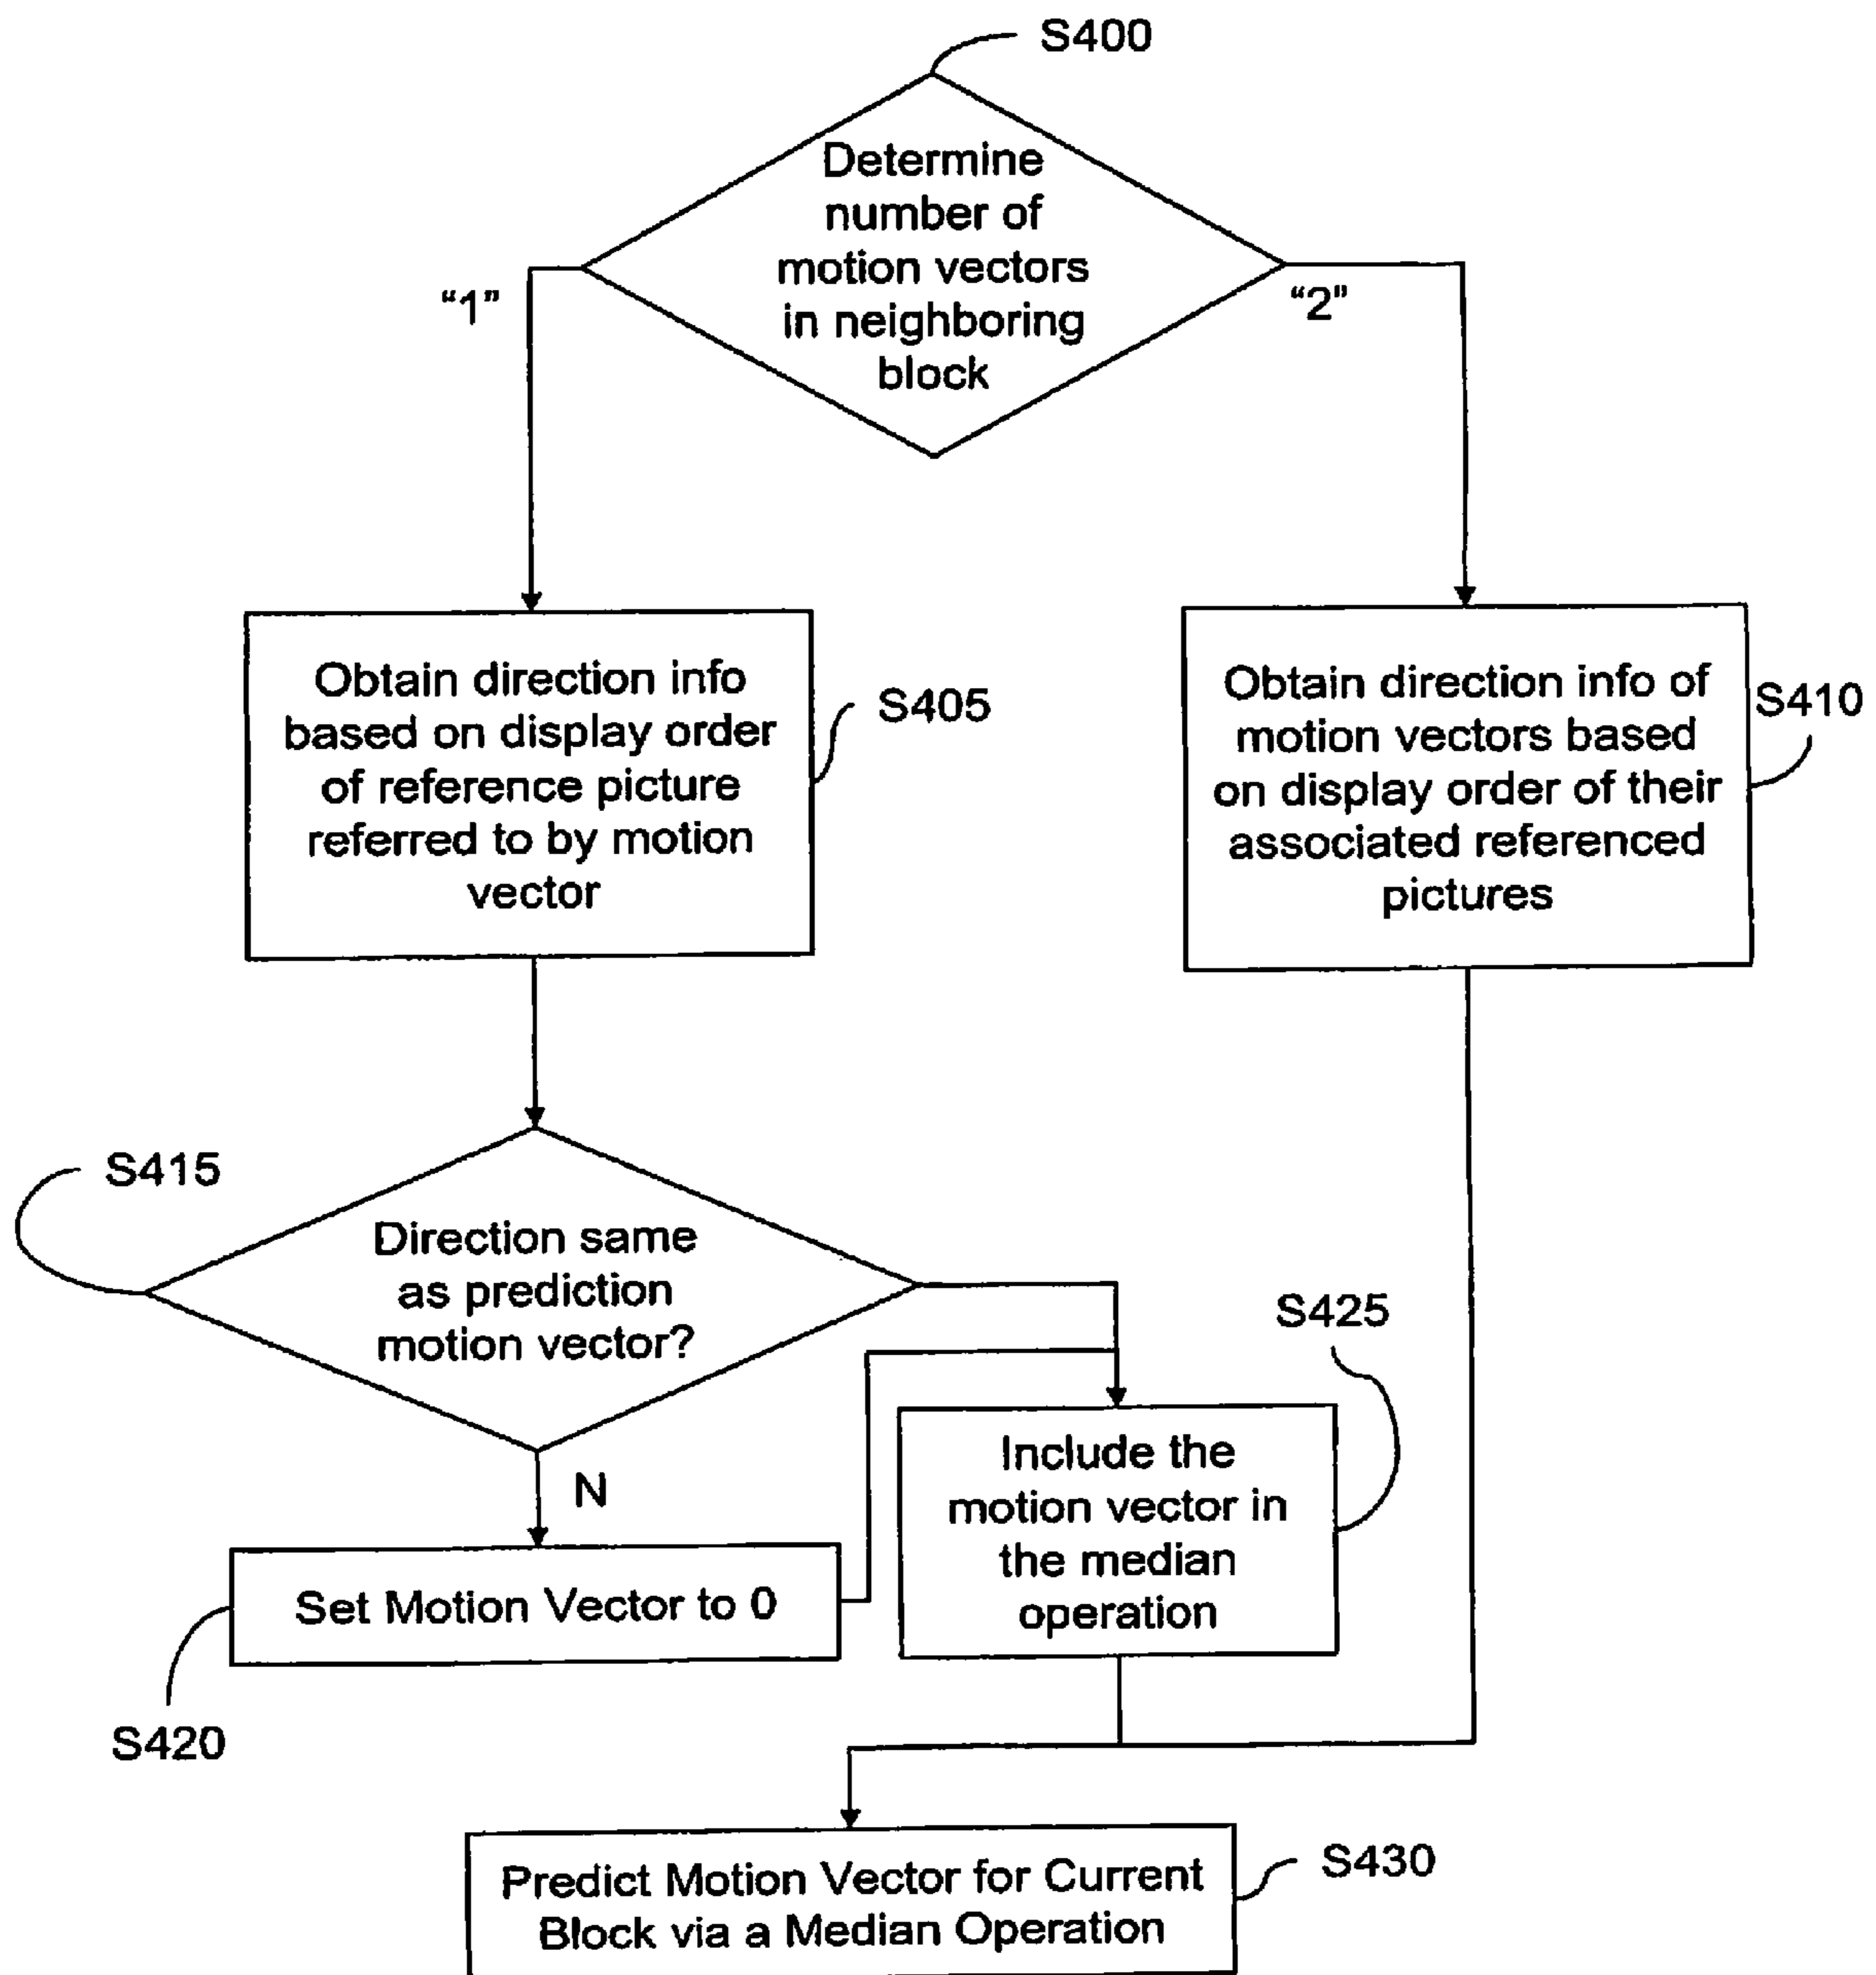 S400
Determine
number of
motion vectors
in neighboring
block
"1"
"2"
Obtain direction info
based on display order
of reference picture
referred to by motion
vector
S405
Obtain direction info of
motion vectors based
on display order of their
associated referenced
pictures
S410
S415
Direction same
as prediction
motion vector?
N
S425
Include the
motion vector in
the median
operation
Set Motion Vector to 0
S420
Predict Motion Vector for Current
Block via a Median Operation
S430